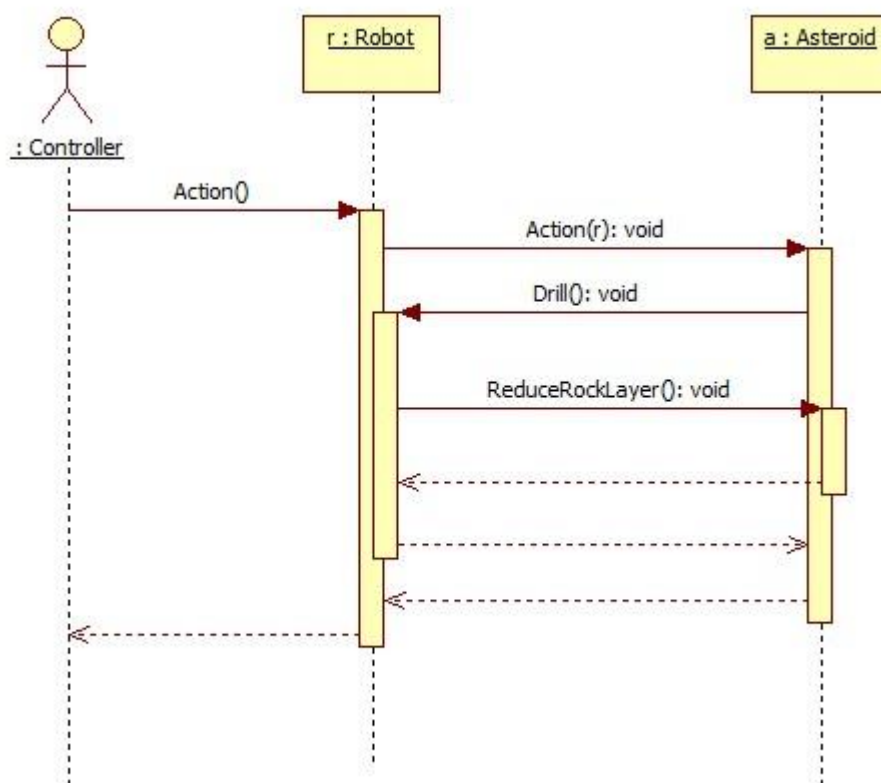 r : Robot
a : Asteroid
: Controller
Action()
Action(r): void
Drill(): void
ReduceRockLayer(): void